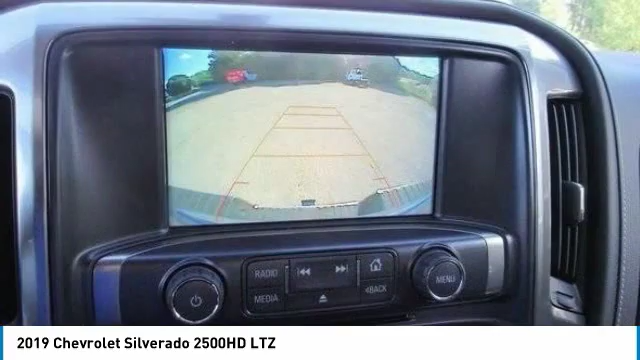 RADIO
MEDIA
<BACK
MENU
2019 Chevrolet Silverado 2500HD LTZ